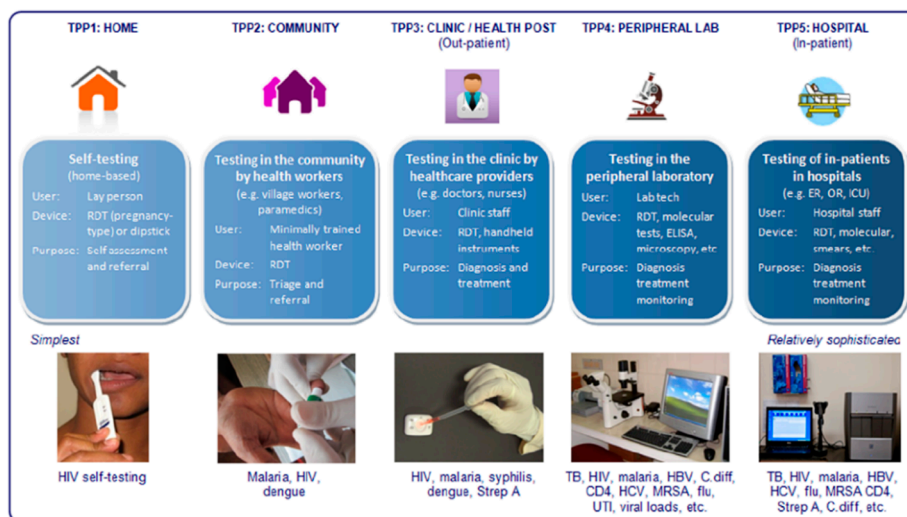 TPP1: HOME
TPP2: COMMUNITY
TPP3: CLINIC / HEALTH POST
(Out-patient)
TPP4: PERIPHERAL LAB
TPP5: HOSPITAL
(In-patient)
Self-testing
(home-based)
User: Lay person
Device: RDT (pregnancy-
type) or dipstick
Purpose: Self assessment
and referral
Testing in the community
by health workers
(e.g. village workers,
paramedics)
User: Minimally trained
health worker
Device: RDT
Purpose: Triage and
referral
Testing in the clinic by
healthcare providers
(e.g. doctors, nurses)
User: Clinic staff
Device: RDT, handheld
instruments
Purpose: Diagnosis and
treatment
Testing in the
peripheral laboratory
User: Lab tech
Device: RDT, molecular
tests, ELISA,
microscopy, etc
Purpose: Diagnosis
treatment
monitoring
Testing of in-patients
in hospitals
(e.g. ER, OR, ICU)
User: Hospital staff
Device: RDT, molecular,
smears, etc.
Purpose: Diagnosis
treatment
monitoring
Simplest
Relatively sophisticated
HIV self-testing
Malaria, HIV,
dengue
HIV, malaria, syphilis,
dengue, Strep A
TB, HIV, malaria, HBV, C.diff,
CD4, HCV, MRSA, flu,
UTI, viral loads, etc.
TB, HIV, malaria, HBV,
HCV, flu, MRSA CD4,
Strep A, C.diff, etc.